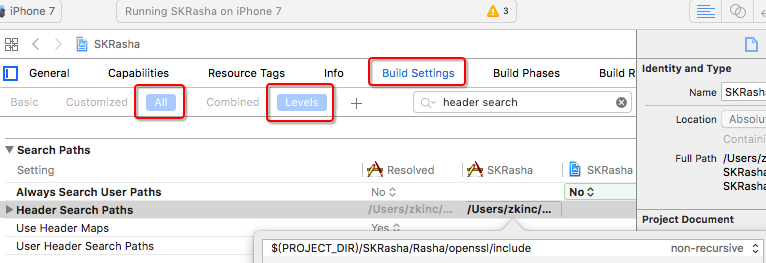 iPhone 7 Running SKRasha on iPhone 7 3
SKRasha
General Capabilities Resource Tags Info Build Settings Build Phases Build R
Basic Customized All Combined Levels + header search
Search Paths
Setting Resolved SKRasha SKRasha
Always Search User Paths No No
Header Search Paths /Users/zkinc/... /Users/zkinc/...
Use Header Maps Yes
User Header Search Paths
$(PROJECT_DIR)/SKRasha/Rasha/openssl/include non-recursive
Identity and Type
Name SKRasha
Location Absolu
Containi
Full Path /Users/z
SKRasha
SKRasha
Project Document